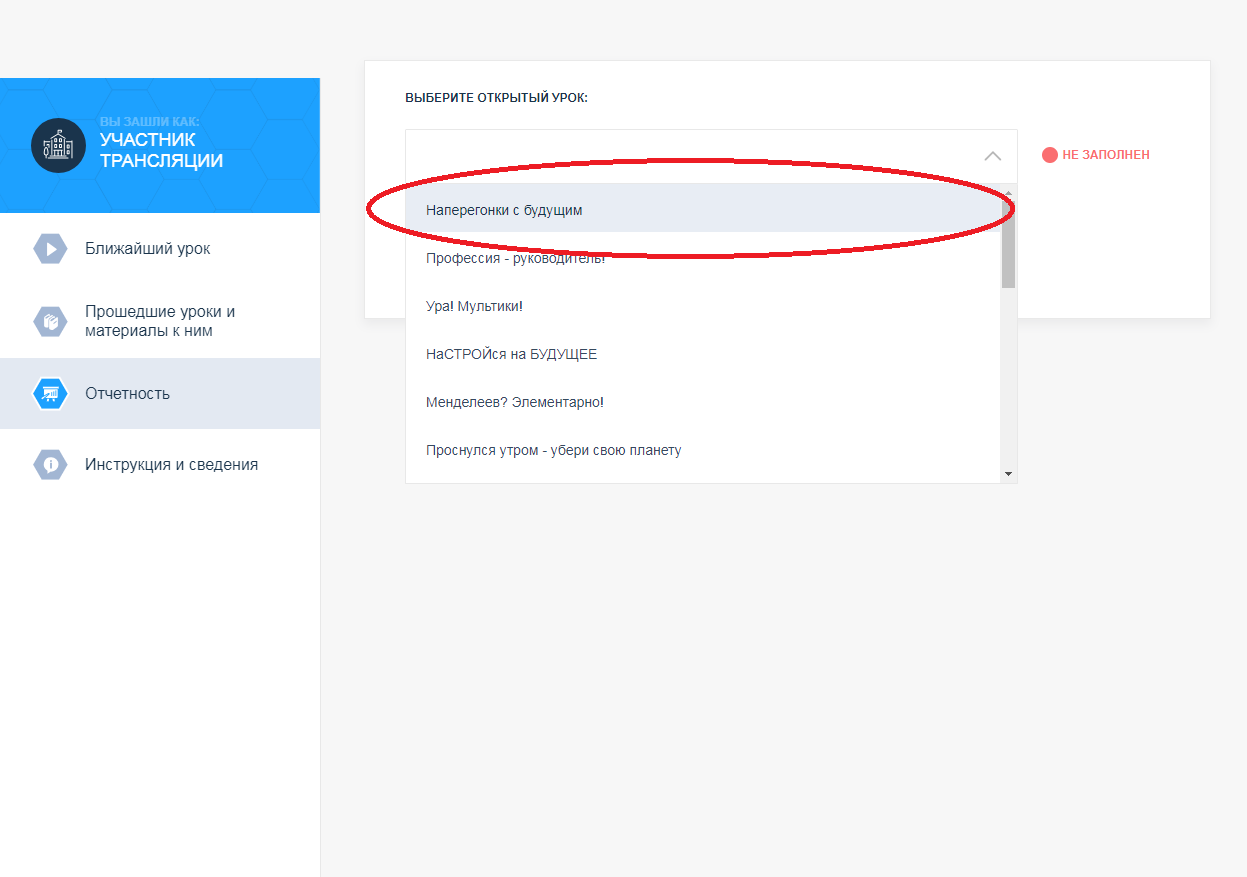 ВЫ ЗАШЛИ КАК:
УЧАСТНИК
ТРАНСЛЯЦИИ
Ближайший урок
Прошедшие уроки и
материалы к ним
Отчетность
Инструкция и сведения
ВЫБЕРИТЕ ОТКРЫТЫЙ УРОК:
НЕ ЗАПОЛНЕН
Наперегонки с будущим
Профессия - руководитель!
Ура! Мультики!
НаСТРОЙся на БУДУЩЕЕ
Менделеев? Элементарно!
Проснулся утром - убери свою планету